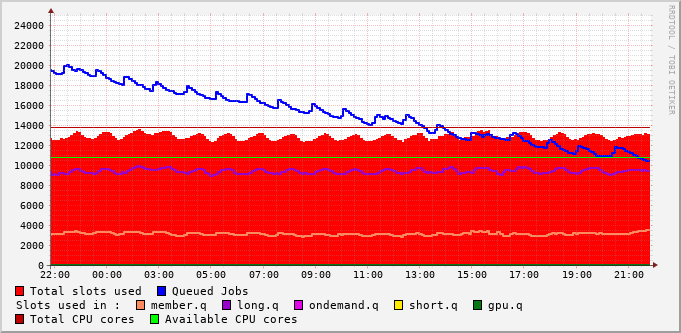 24000
22000
20000
18000
16000
14000
12000
10000
8000
6000
4000
2000
0
22:00 00:00 03:00 05:00 07:00 09:00 11:00 13:00 15:00 17:00 19:00 21:00
Total slots used Queued Jobs
Slots used in : member.q long.q ondemand.q short.q gpu.q
Total CPU cores Available CPU cores
RRDTOOL / TOBI OETIKER